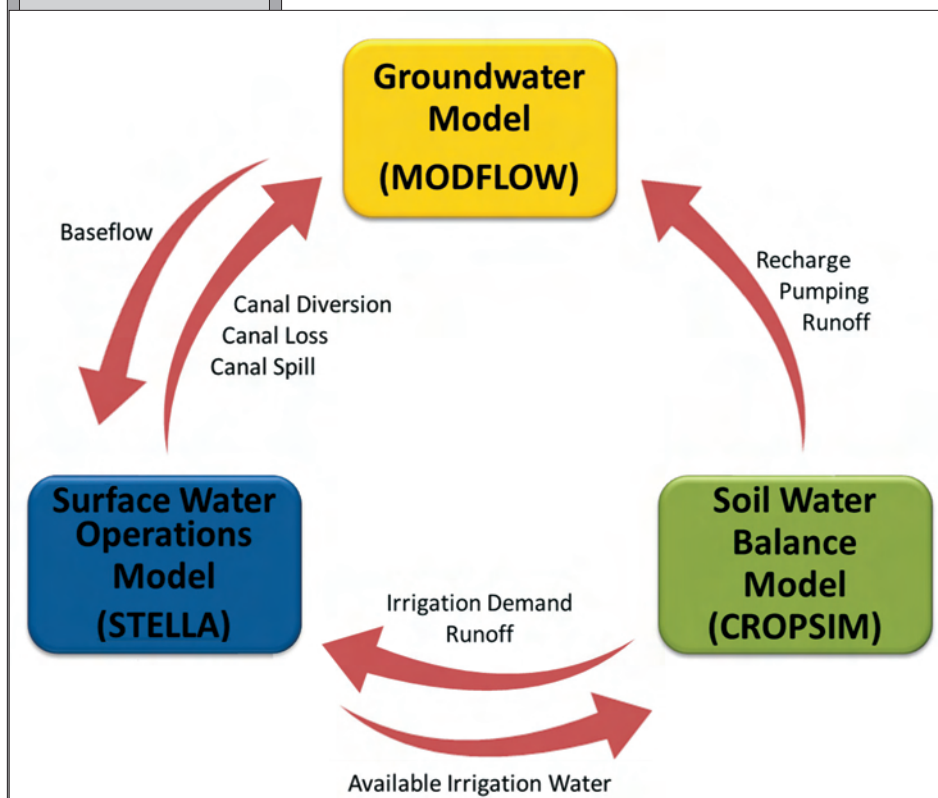 Groundwater
Model
(MODFLOW)
Baseflow
Canal Diversion
Canal Loss
Canal Spill
Recharge
Pumping
Runoff
Surface Water
Operations
Model
(STELLA)
Soil Water
Balance
Model
(CROPSIM)
Irrigation Demand
Runoff
Available Irrigation Water